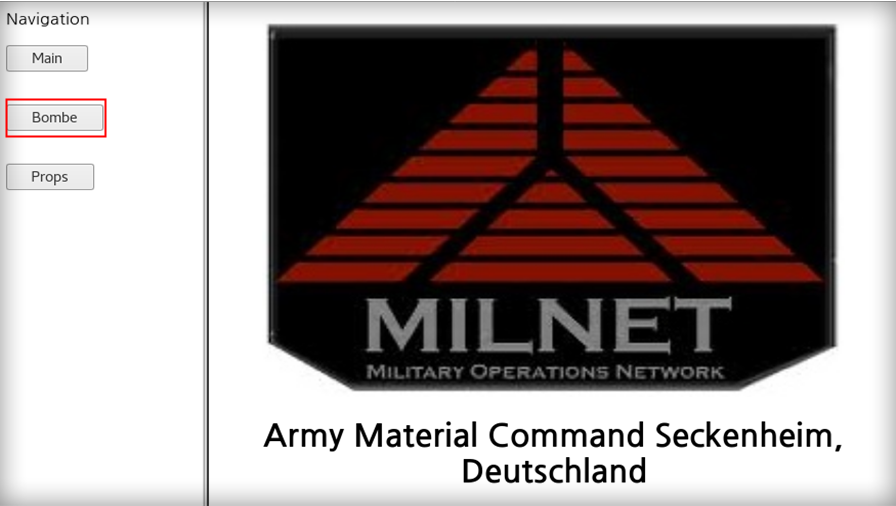 Navigation
Main
Bombe
Props
MILNET
MILITARY OPERATIONS NETWORK
Army Material Command Seckenheim,
Deutschland